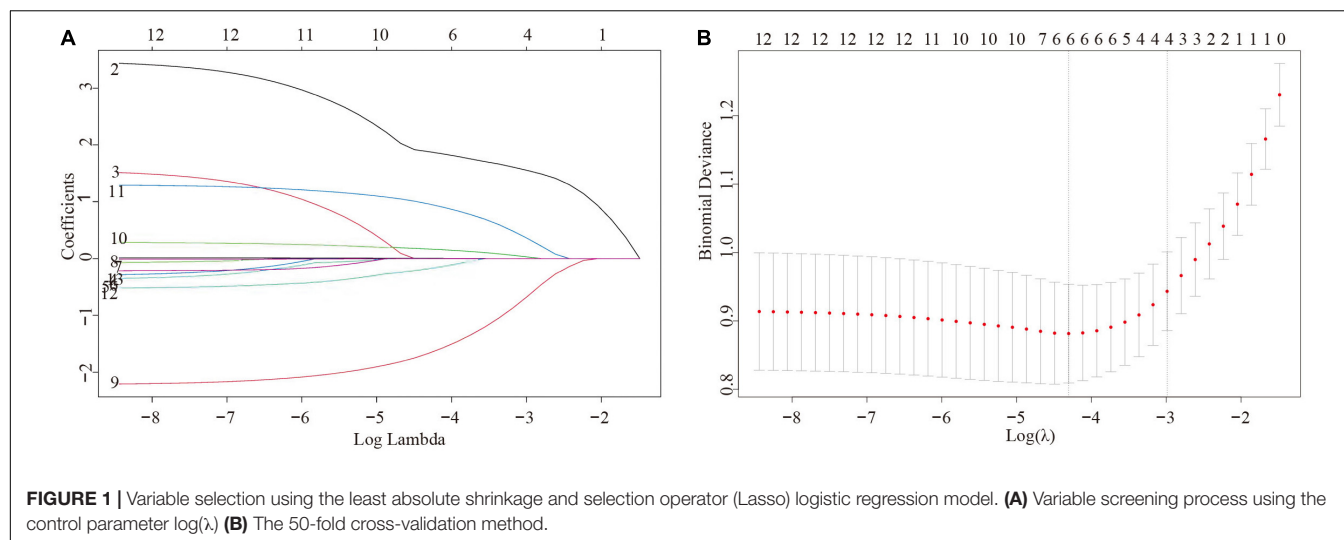 A
12 12 11 10 6 4 1
3
2
1
0
−1
−2
Coefficients
2
3
11
10
8
12
9
−8 −7 −6 −5 −4 −3 −2
Log Lambda
B
12 12 12 12 12 12 11 10 10 10 7 6 6 6 6 5 4 4 4 3 3 2 2 1 1 1 0
1.2
1.1
1.0
0.9
0.8
Binomial Deviance
−8 −7 −6 −5 −4 −3 −2
Log(λ)
FIGURE 1 | Variable selection using the least absolute shrinkage and selection operator (Lasso) logistic regression model. (A) Variable screening process using the
control parameter log(λ) (B) The 50-fold cross-validation method.